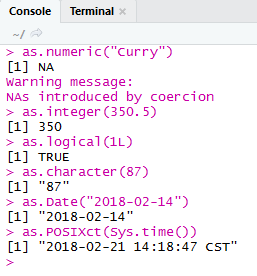 Console Terminal ×
~/
> as.numeric("Curry")
[1] NA
Warning message:
NAs introduced by coercion
> as.integer(350.5)
[1] 350
> as.logical(1L)
[1] TRUE
> as.character(87)
[1] "87"
> as.Date("2018-02-14")
[1] "2018-02-14"
> as.POSIXct(Sys.time())
[1] "2018-02-21 14:18:47 CST"
>